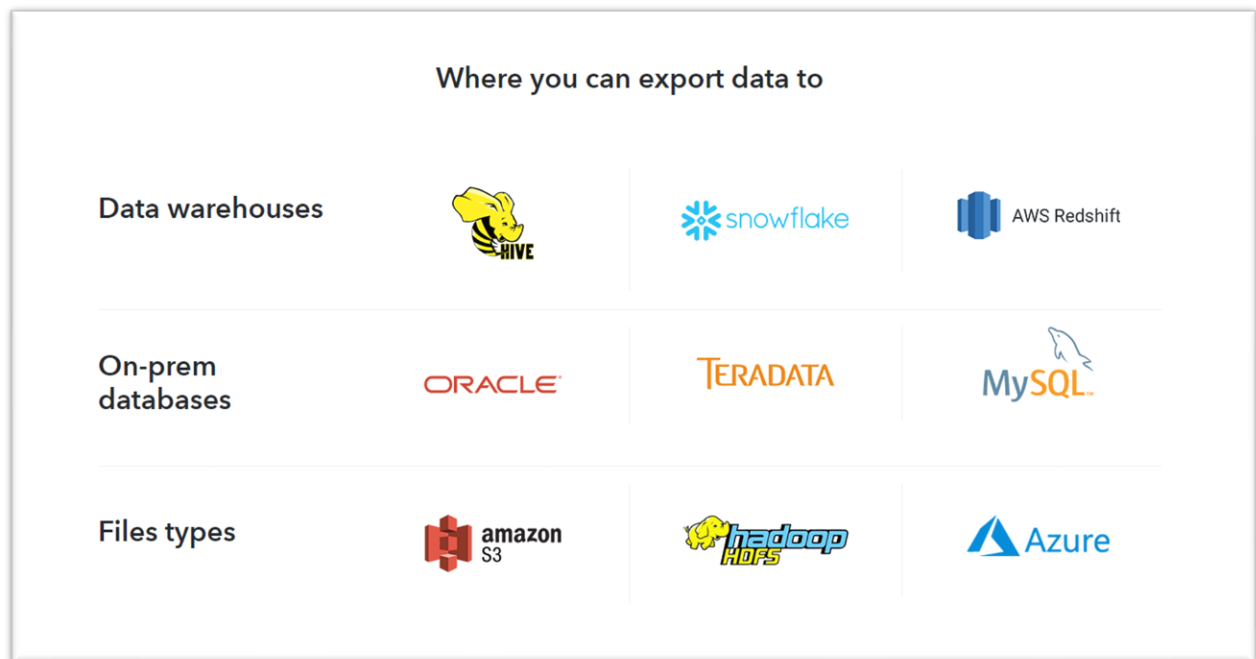 Where you can export data to
Data warehouses
HIVE
snowflake
AWS Redshift
On-prem
databases
ORACLE®
TERADATA
MySQL™
Files types
amazon
S3
hadoop
HDFS
Azure